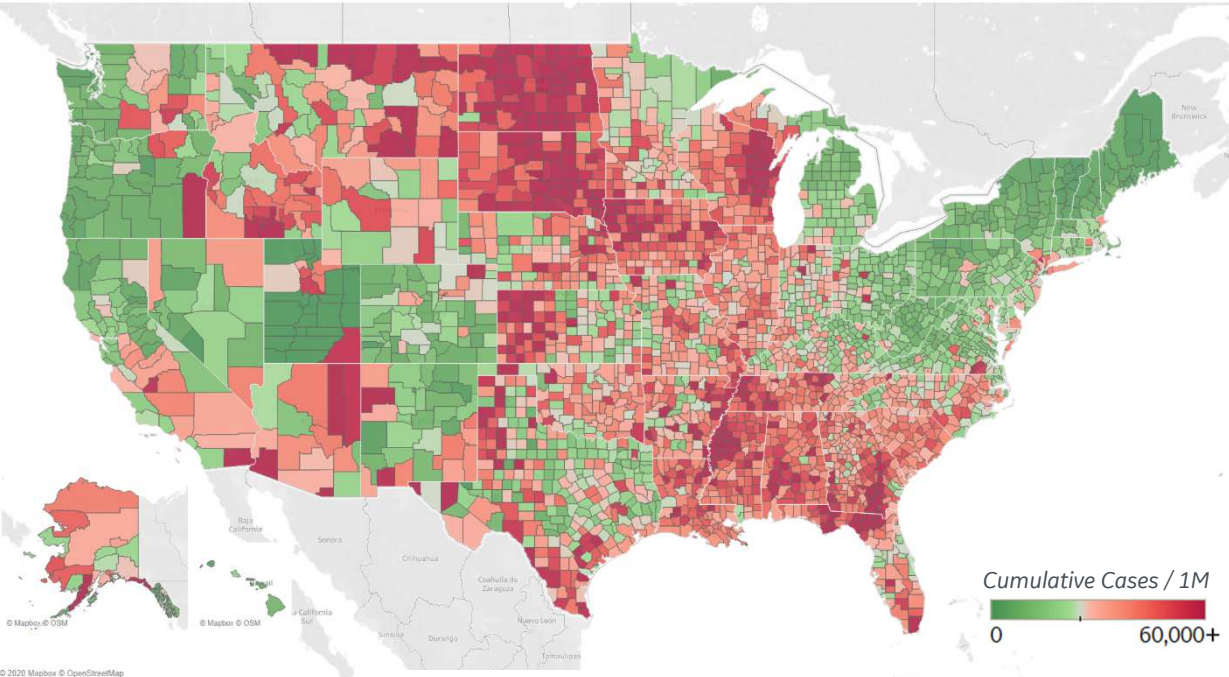 New
Brunswick
Baja
California
Sonora
Chihuahua
Coahuila de
Zaragoza
a California
Sur
Sinaloa
Durango
Nuevo León
Tamaulipas
© Mapbox © OSM
© Mapbox © OSM
Cumulative Cases / 1M
0
60,000+
© 2020 Mapbox © OpenStreetMap